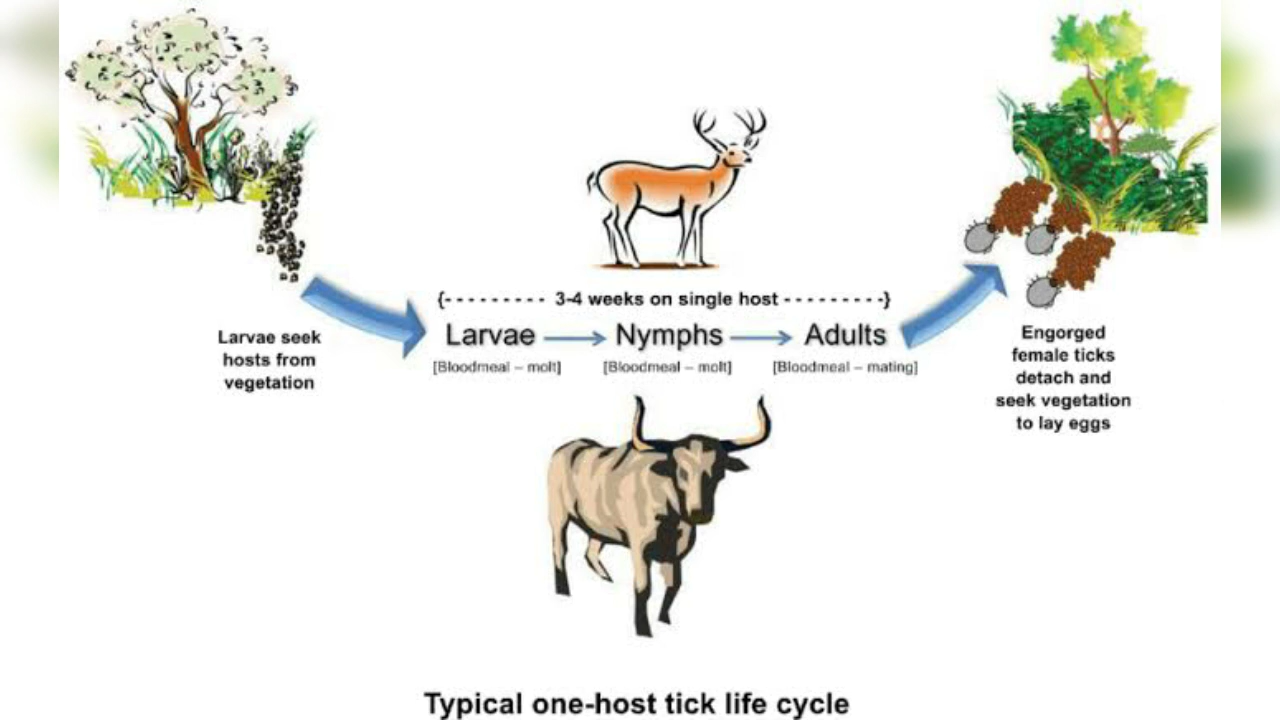 {- - - - - - - - - 3-4 weeks on single host - - - - - - - - -}
Larvae → Nymphs → Adults
[Bloodmeal – molt] [Bloodmeal – molt] [Bloodmeal – mating]
Larvae seek
hosts from
vegetation
Engorged
female ticks
detach and
seek vegetation
to lay eggs
Typical one-host tick life cycle